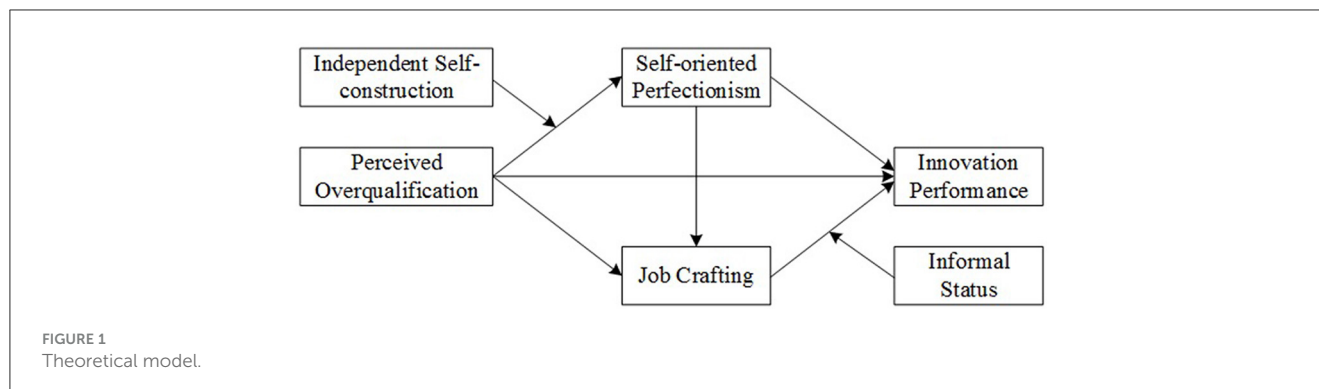 Independent Self-
construction
Self-oriented
Perfectionism
Perceived
Overqualification
Innovation
Performance
Job Crafting
Informal
Status
FIGURE 1
Theoretical model.